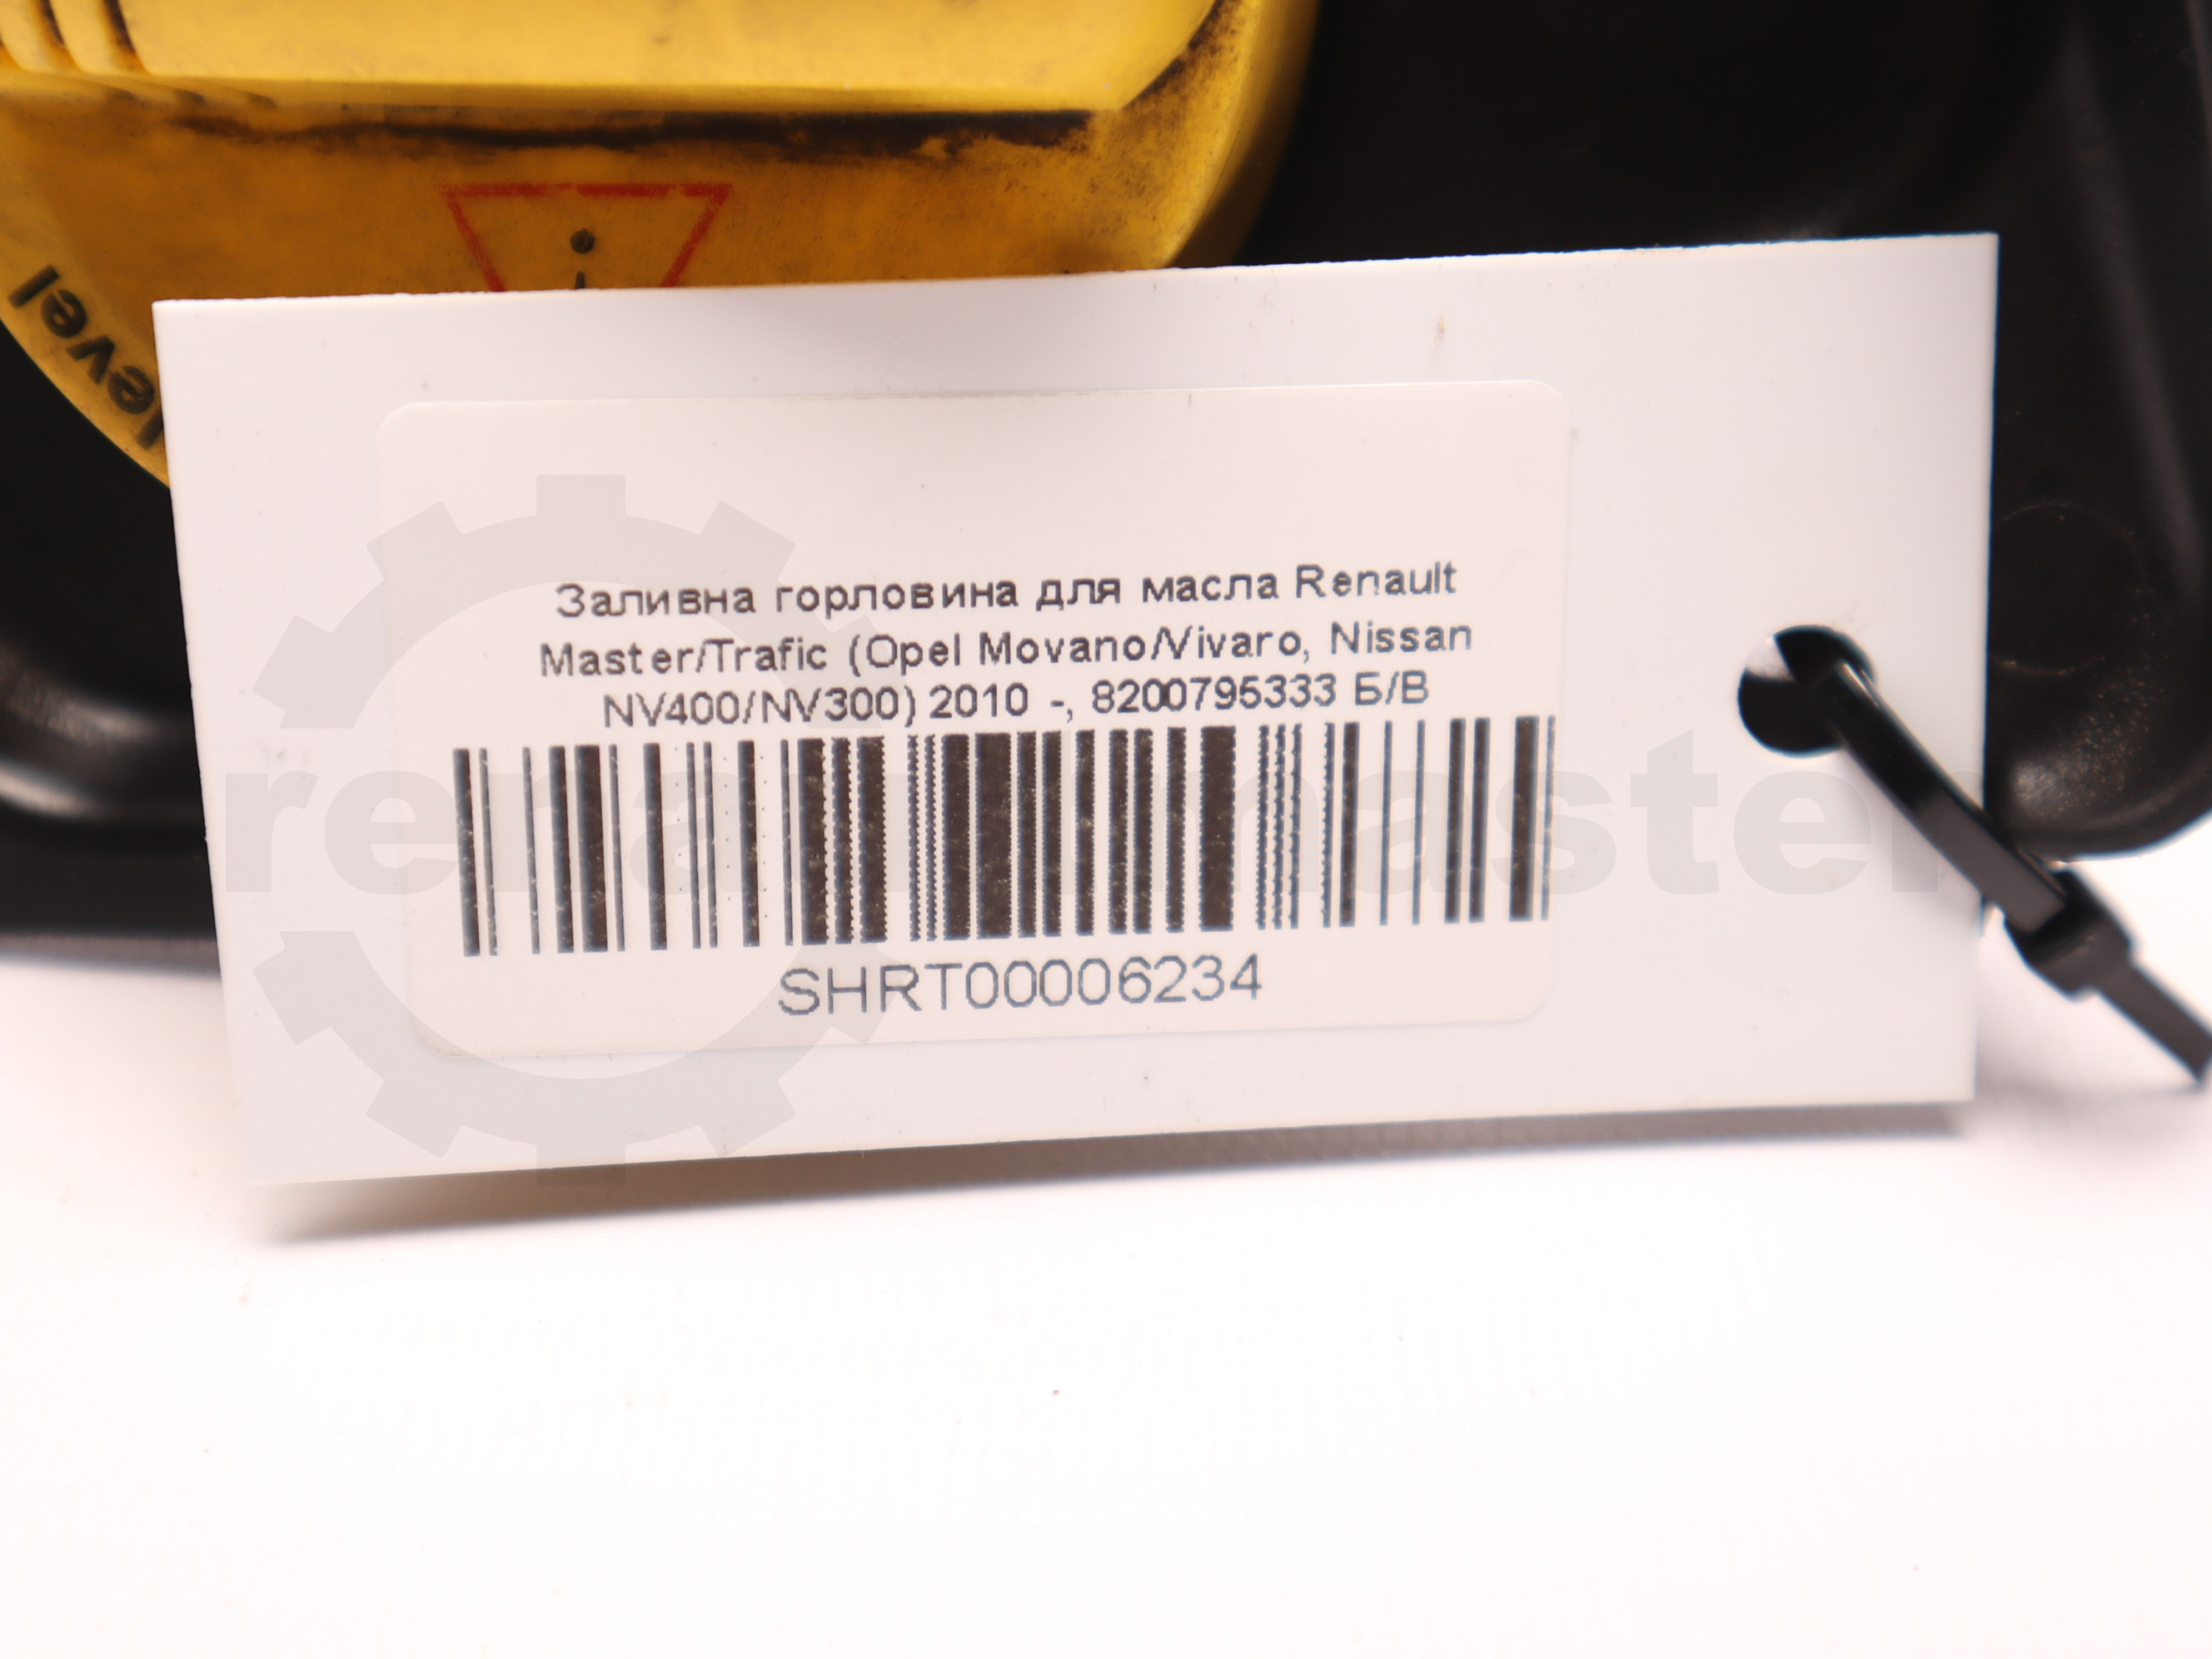 level
Заливна горловина для масла Renault
Master/Trafic (Opel Movano/Vivaro, Nissan
NV400/NV300) 2010 -, 8200795333 Б/В
SHRT00006234